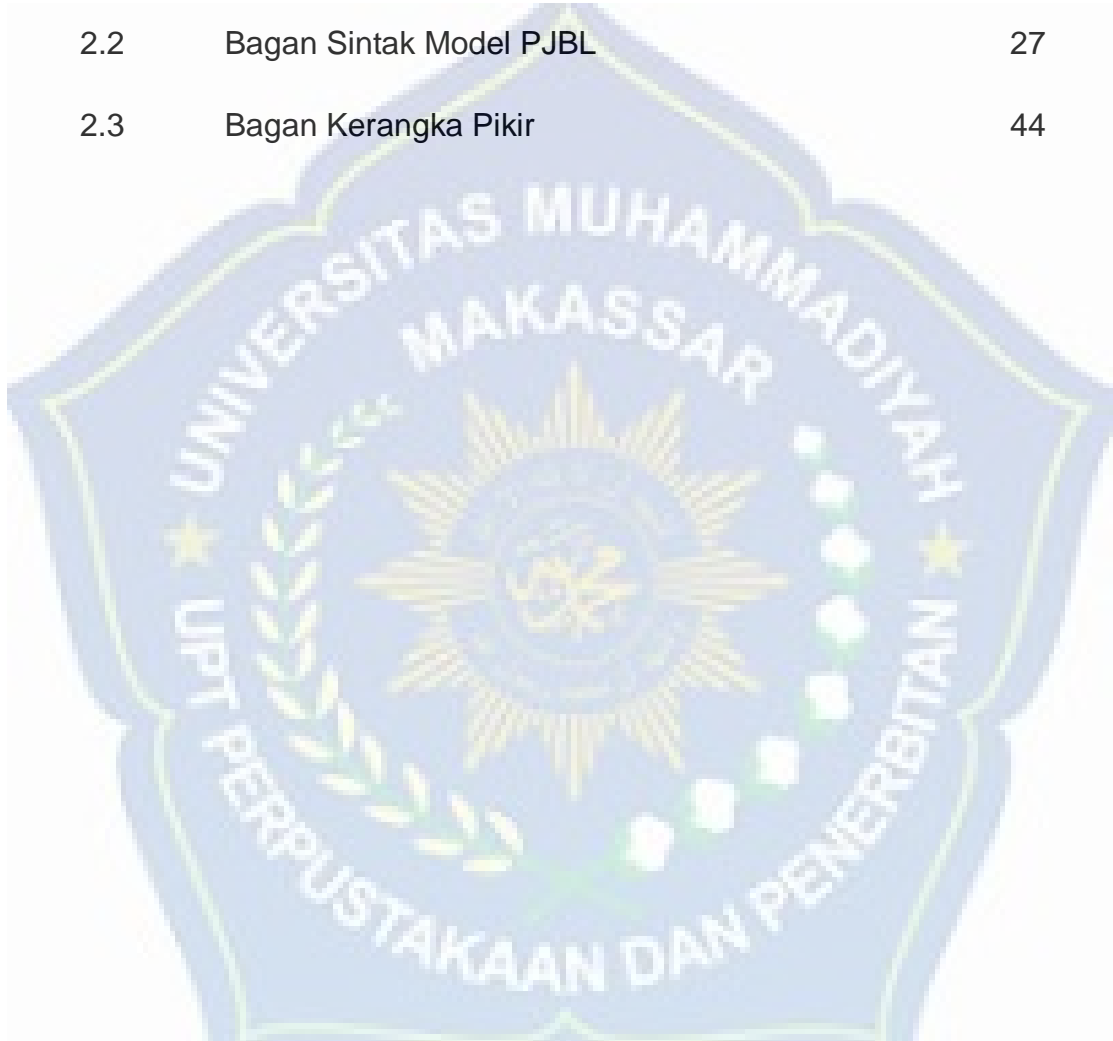 2.2 Bagan Sintak Model PJBL 27
2.3 Bagan Kerangka Pikir 44
UNIVERSITAS MUHAMMADIYAH
MAKASSAR
UPT PERPUSTAKAAN DAN PENERBITAN